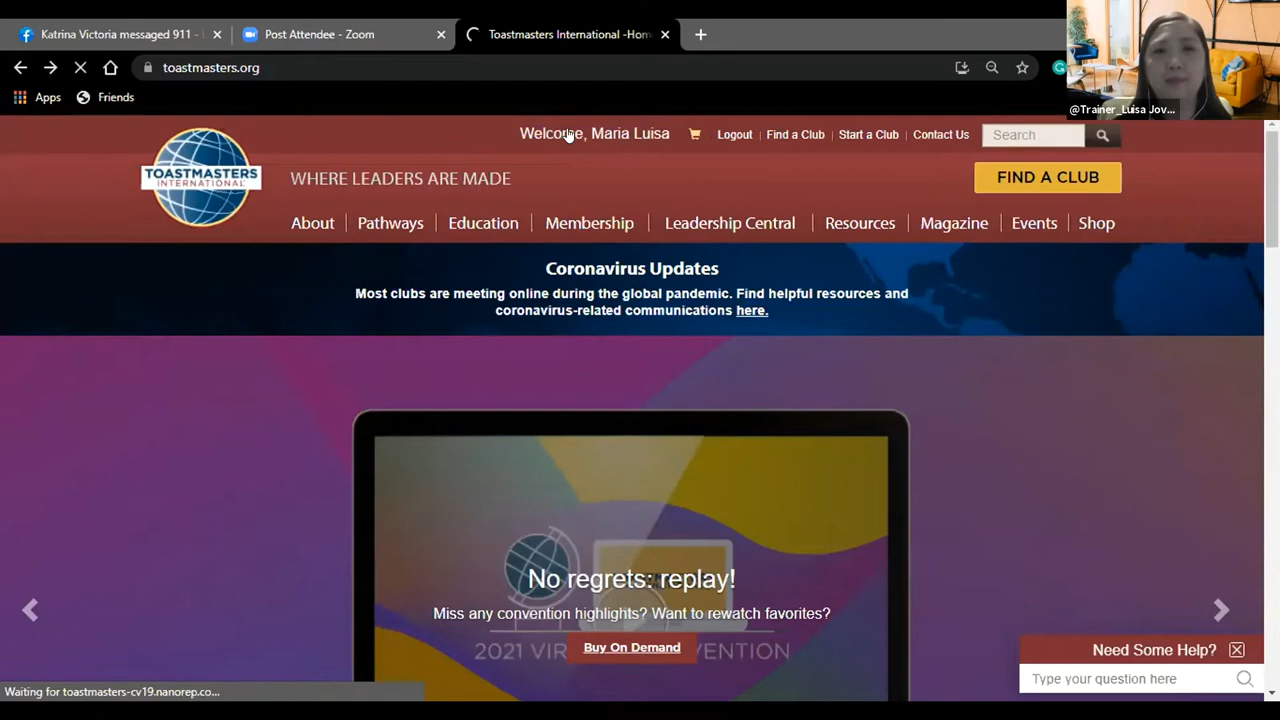 Katrina Victoria messaged 911 -
Post Attendee - Zoom
Toastmasters International -Hom
toastmasters.org
Apps
Friends
@Trainer_Luisa Jov...
Welcome, Maria Luisa
Logout
Find a Club
Start a Club
Contact Us
Search
TOASTMASTERS
INTERNATIONAL
WHERE LEADERS ARE MADE
FIND A CLUB
About
Pathways
Education
Membership
Leadership Central
Resources
Magazine
Events
Shop
Coronavirus Updates
Most clubs are meeting online during the global pandemic. Find helpful resources and
coronavirus-related communications here.
No regrets: replay!
Miss any convention highlights? Want to rewatch favorites?
Buy On Demand
2021 VIR
VENTION
Need Some Help?
Type your question here
Waiting for toastmasters-cv19.nanorep.co...